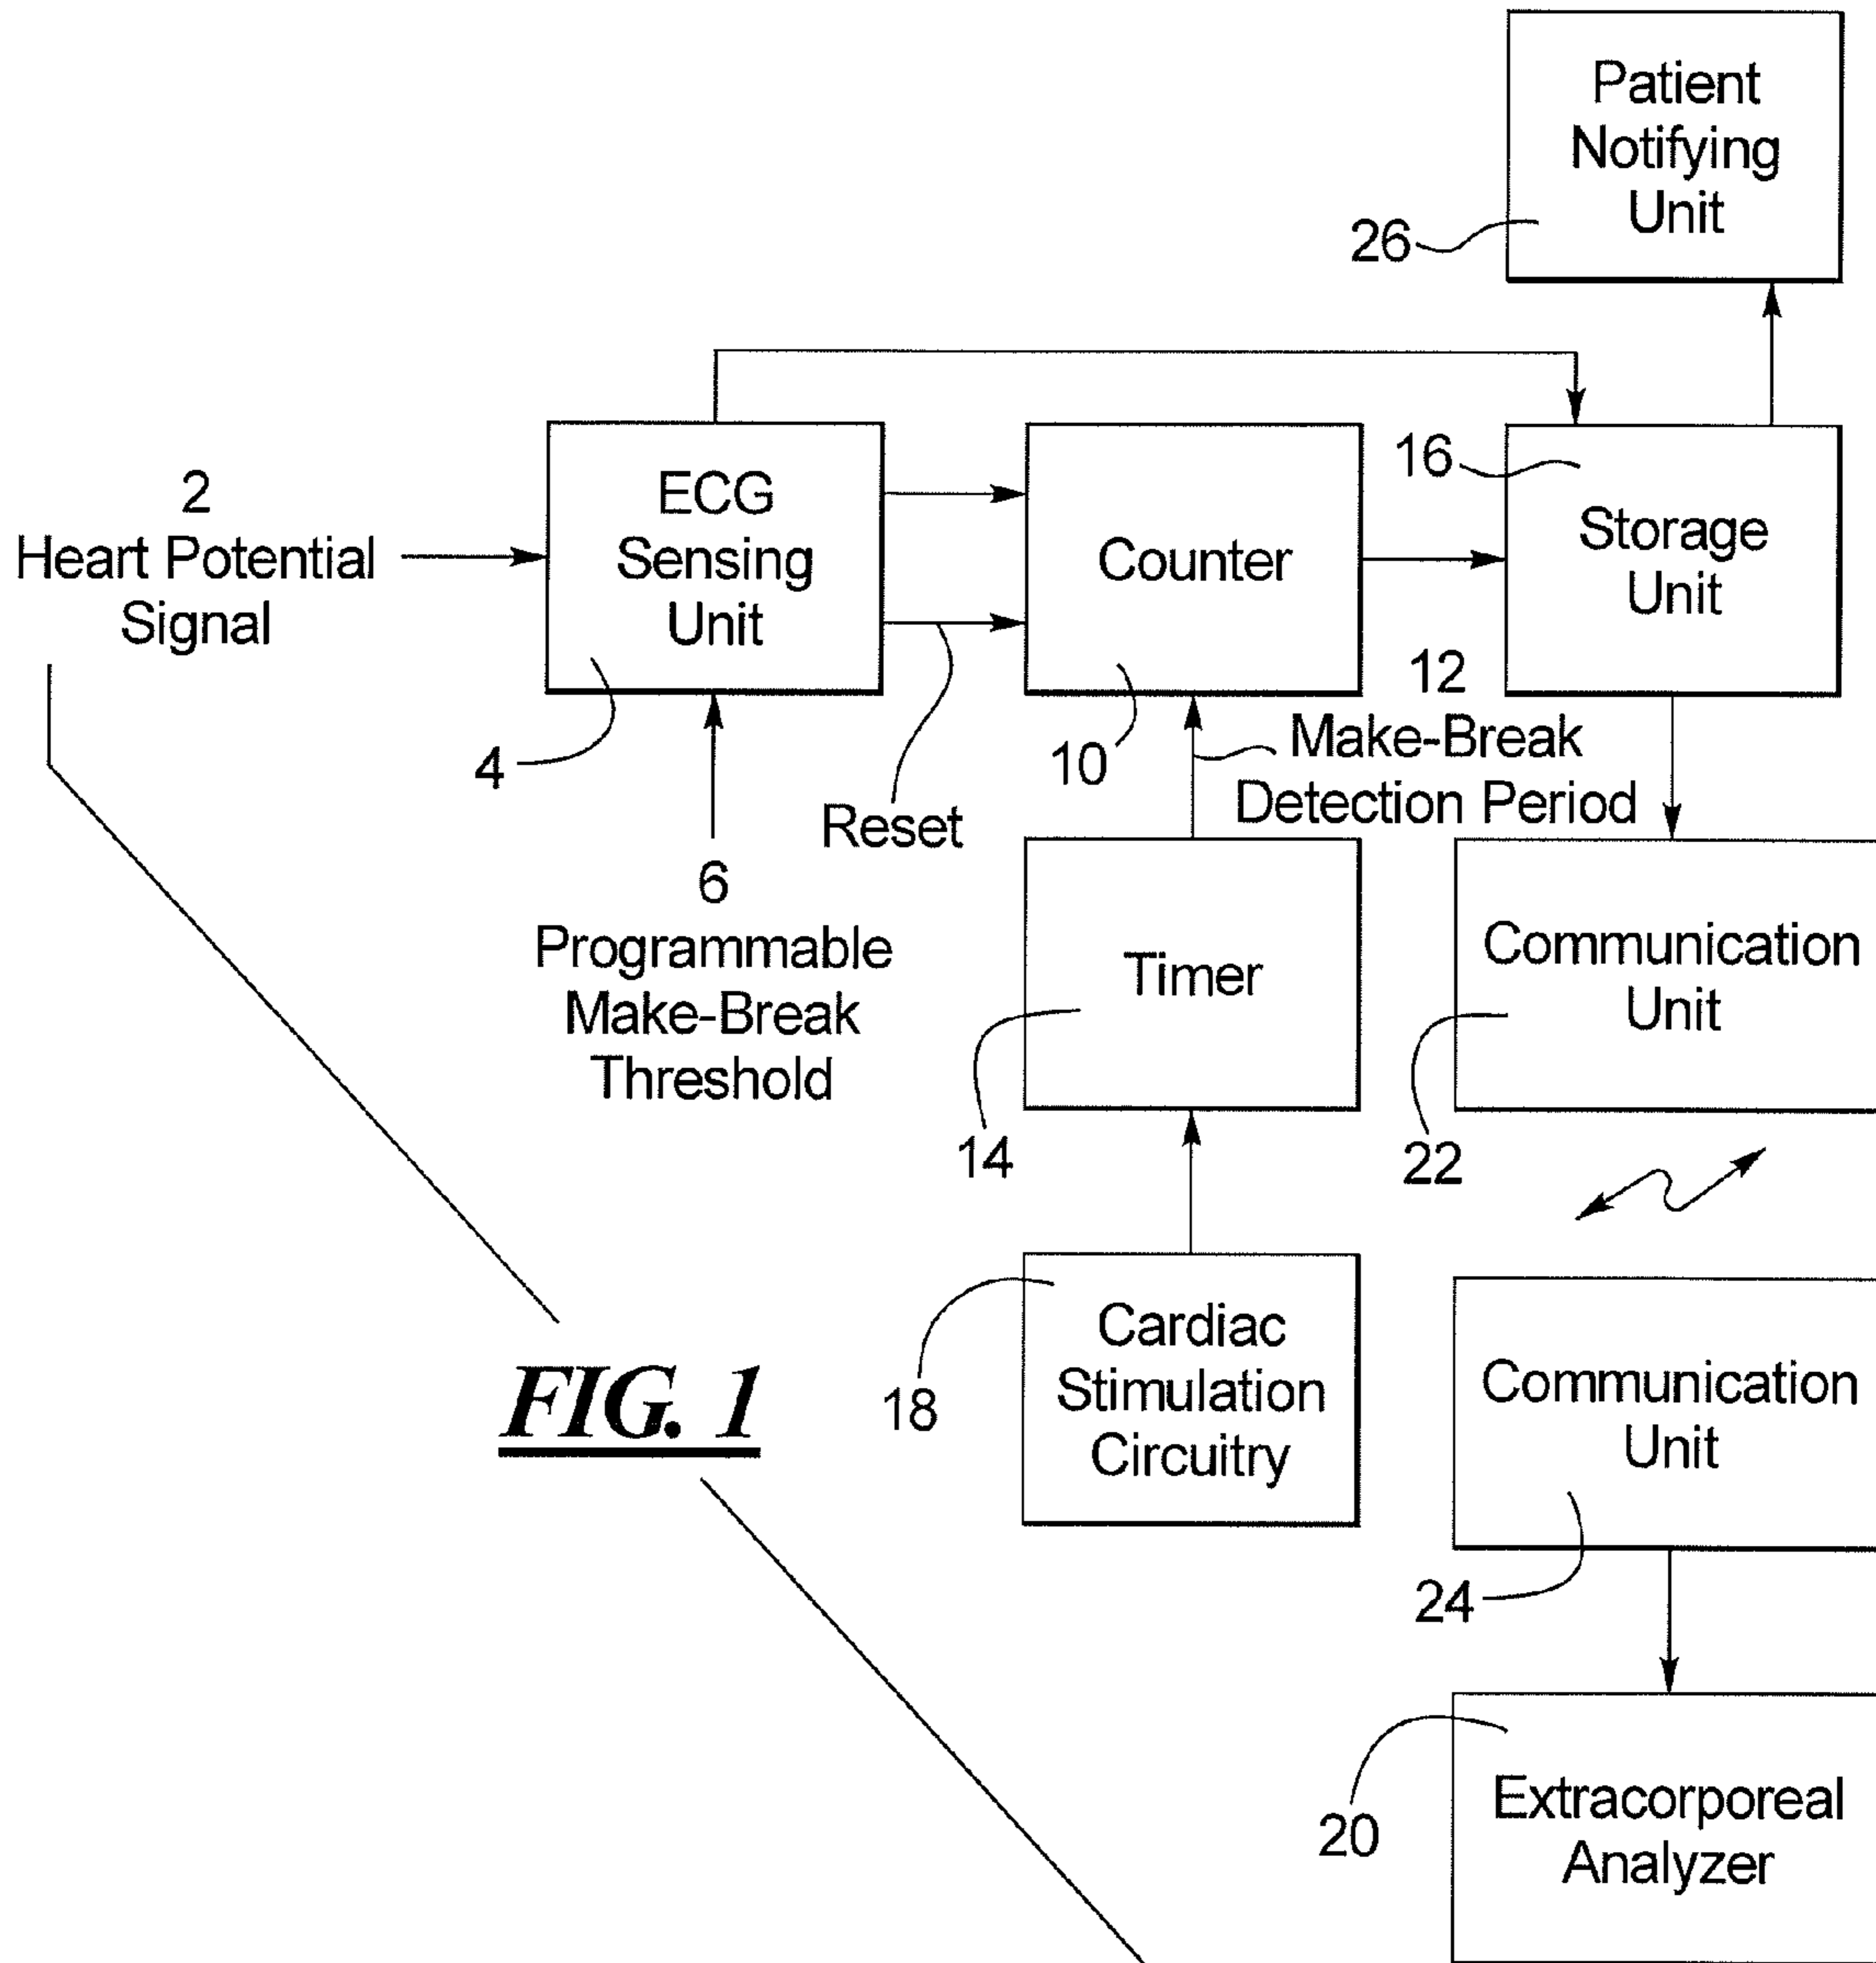 Patient
Notifying
Unit
26
2
Heart Potential
Signal
ECG
Sensing
Unit
4
Reset
6
Programmable
Make-Break
Threshold
Counter
10
12
Make-Break
Detection Period
16
Storage
Unit
Timer
14
Communication
Unit
22
Cardiac
Stimulation
Circuitry
18
Communication
Unit
24
FIG. 1
Extracorporeal
Analyzer
20